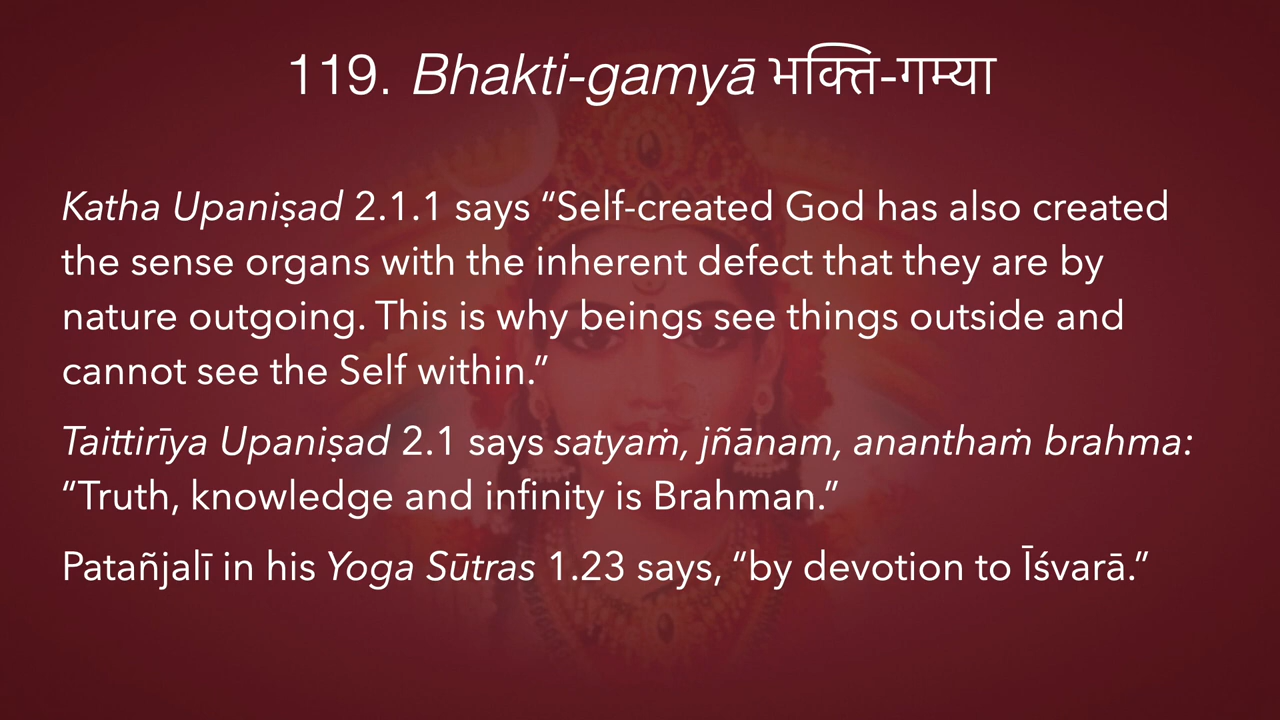 119. Bhakti-gamyā भक्ति-गम्या
Katha Upaniṣad 2.1.1 says “Self-created God has also created
the sense organs with the inherent defect that they are by
nature outgoing. This is why beings see things outside and
cannot see the Self within.”
Taittirīya Upaniṣad 2.1 says satyaṁ, jñānam, ananthaṁ brahma:
“Truth, knowledge and infinity is Brahman.”
Patañjalī in his Yoga Sūtras 1.23 says, “by devotion to Īśvarā.”